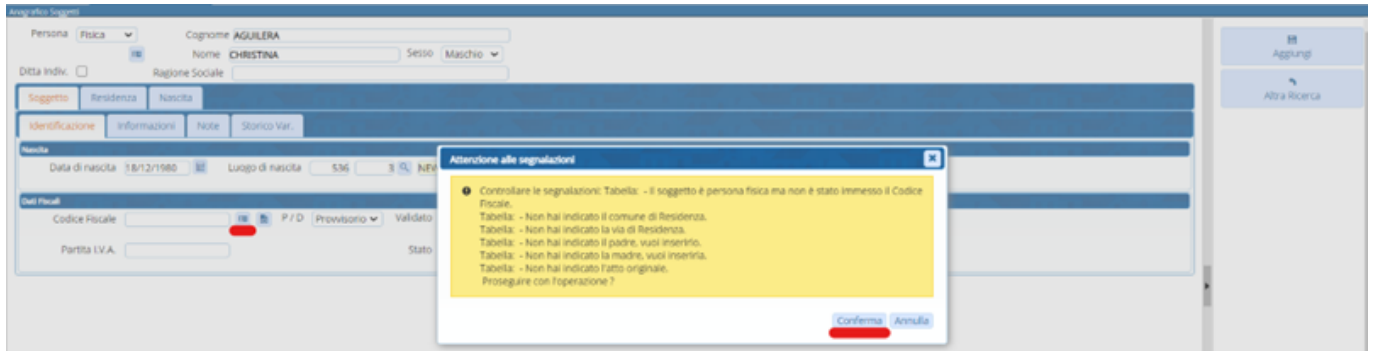 Anagrafico Soggetti
Persona Fisica Cognome AGUILERA
Nome CHRISTINA Sesso Maschio
Ditta Indiv. Ragione Sociale
Aggiungi
Altra Ricerca
Soggetto Residenza Nascita
Identificazione Informazioni Note Storico Var.
Nascita
Data di nascita 18/12/1980 Luogo di nascita 536 3 NEW
Dati Fiscali
Codice Fiscale P / D Provvisorio Validato
Partita I.V.A. Stato
Attenzione alle segnalazioni
Controllare le segnalazioni: Tabella: - Il soggetto è persona fisica ma non è stato immesso il Codice
Fiscale.
Tabella: - Non hai indicato il comune di Residenza.
Tabella: - Non hai indicato la via di Residenza.
Tabella: - Non hai indicato il padre, vuoi inserirlo.
Tabella: - Non hai indicato la madre, vuoi inserirla.
Tabella: - Non hai indicato l'atto originale.
Proseguire con l'operazione ?
Conferma Annulla